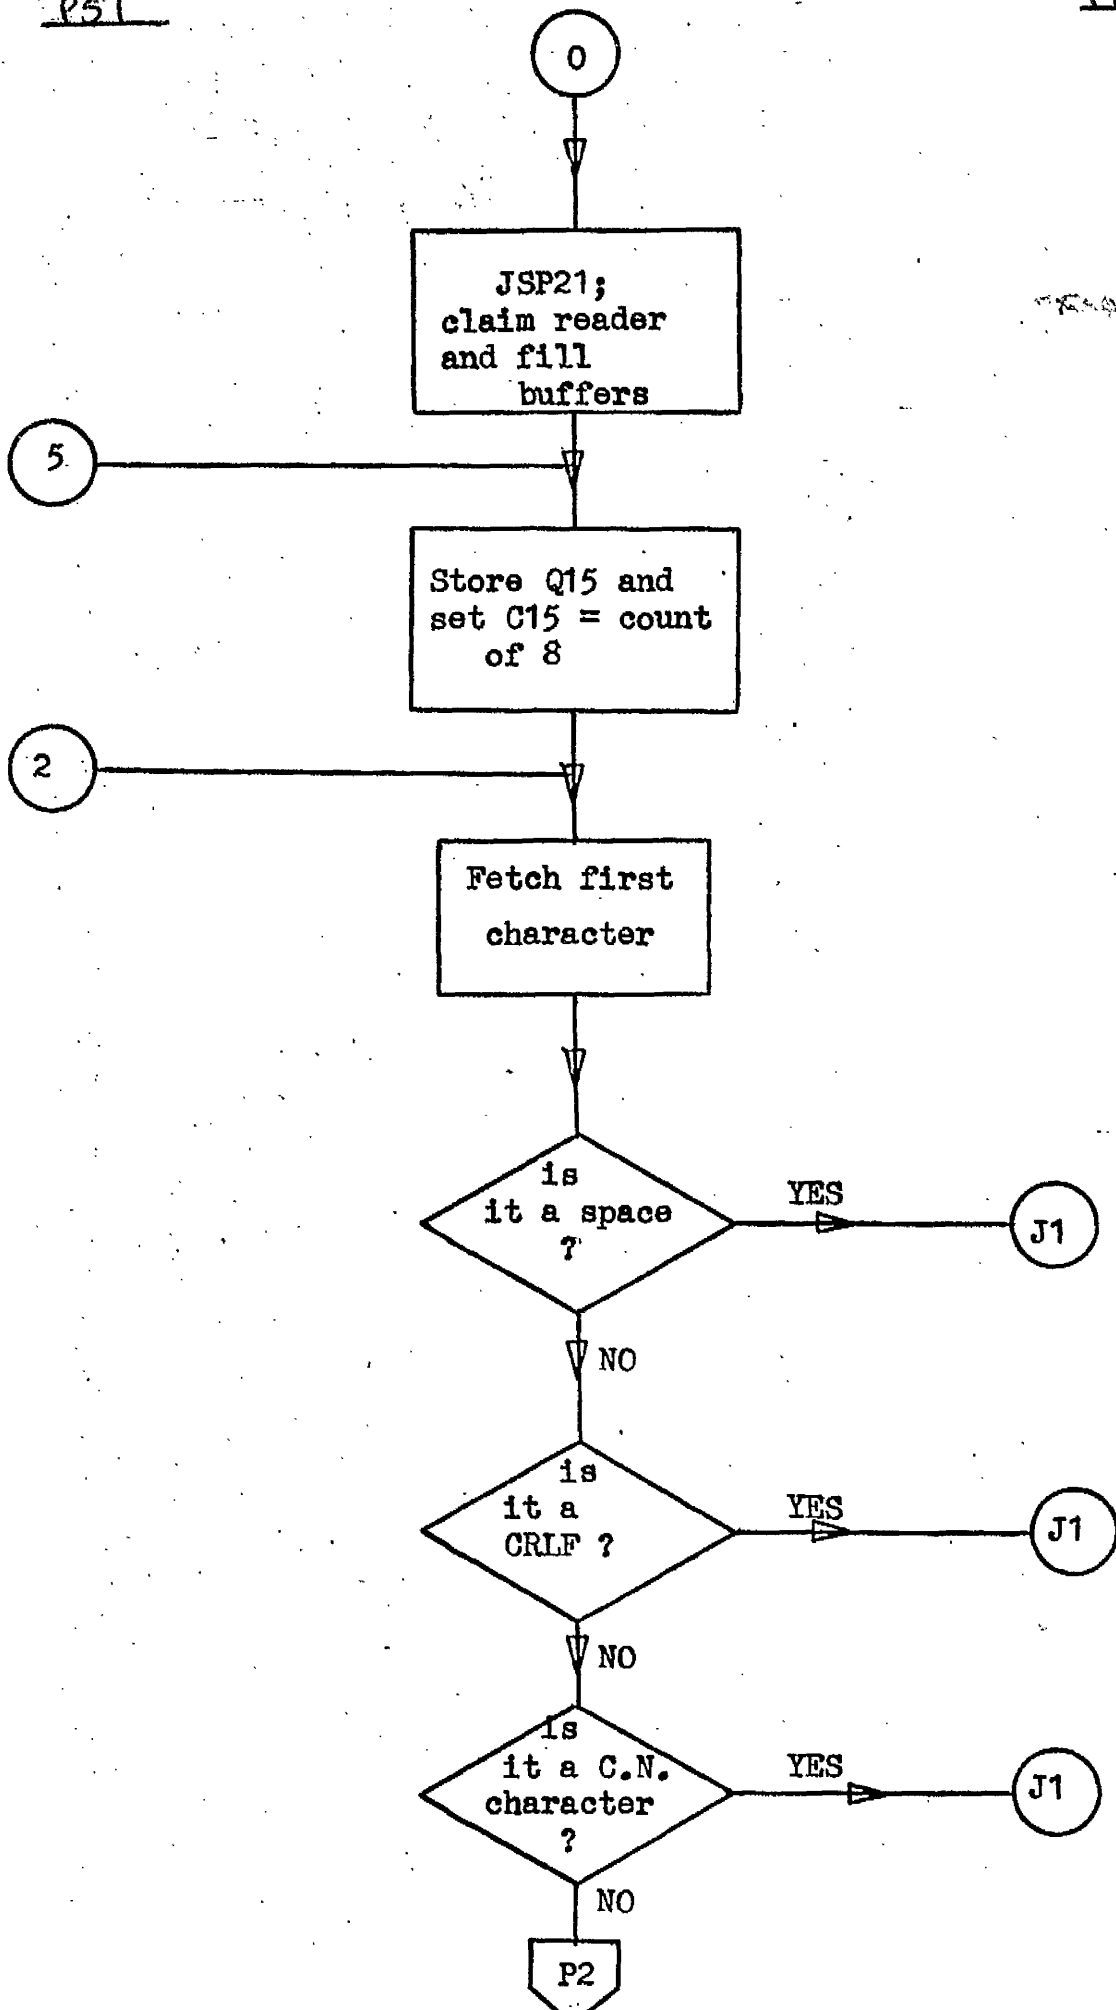 P51
0
JSP21;
claim reader
and fill
buffers
5
Store Q15 and
set C15 = count
of 8
2
Fetch first
character
is
it a space
?
YES
J1
NO
is
it a
CRLF ?
YES
J1
NO
is
it a C.N.
character
?
YES
J1
NO
P2